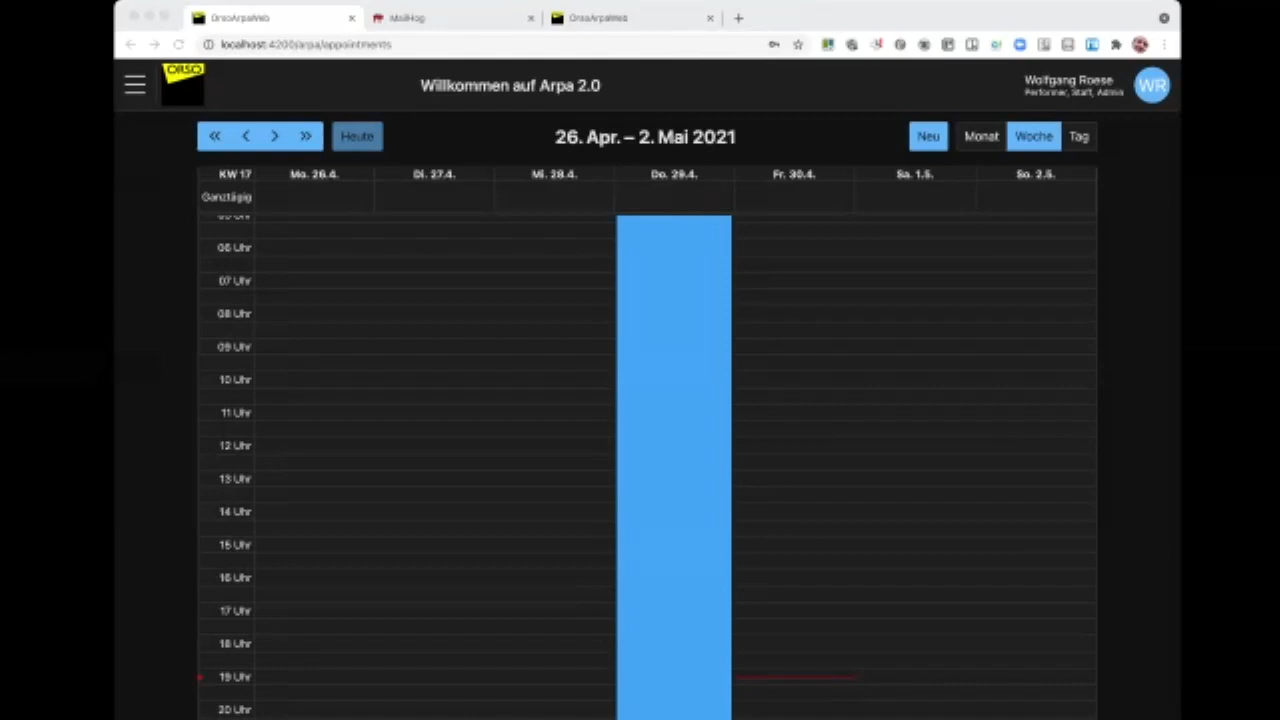 OrsoArpaWeb
MailHog
OrsoArpaWeb
localhost:4200/arpa/appointments
ORSO
Willkommen auf Arpa 2.0
Wolfgang Roese
Performer, Staff, Admin
WR
Heute
26. Apr. – 2. Mai 2021
Neu
Monat
Woche
Tag
KW 17
Mo. 26.4.
Di. 27.4.
Mi. 28.4.
Do. 29.4.
Fr. 30.4.
Sa. 1.5.
So. 2.5.
Ganztägig
06 Uhr
07 Uhr
08 Uhr
09 Uhr
10 Uhr
11 Uhr
12 Uhr
13 Uhr
14 Uhr
15 Uhr
16 Uhr
17 Uhr
18 Uhr
19 Uhr
20 Uhr